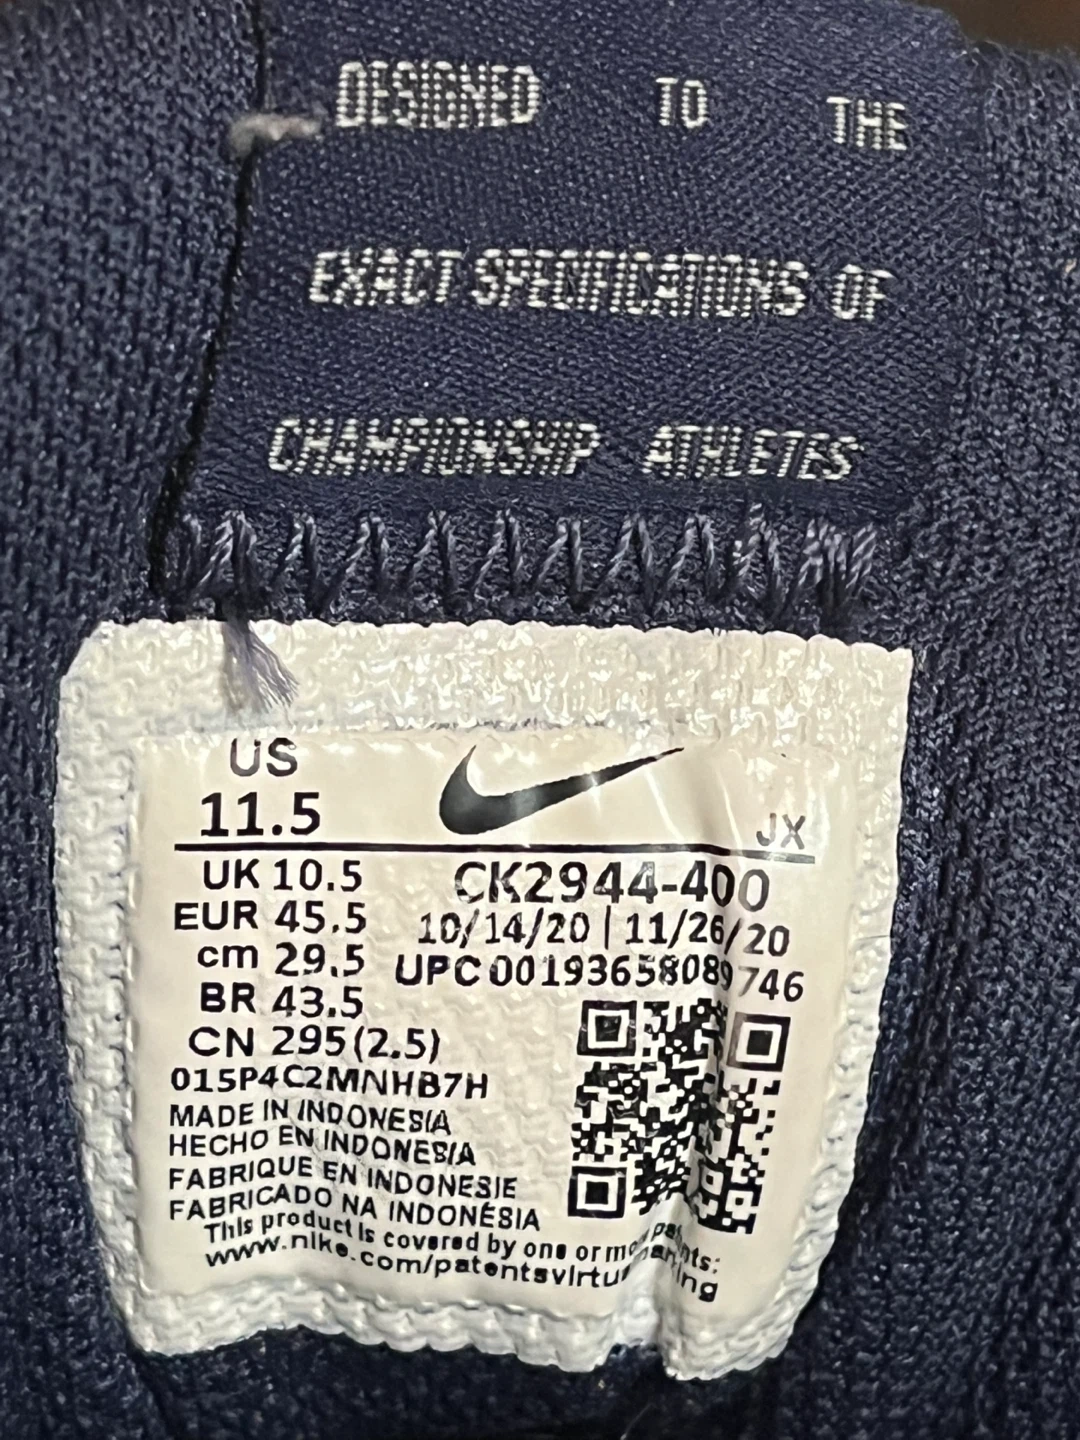 DESIGNED TO THE
EXACT SPECIFICATIONS OF
CHAMPIONSHIP ATHLETES
US
11.5
JX
UK 10.5
EUR 45.5
cm 29.5
BR 43.5
CN 295(2.5)
CK2944-400
10/14/20 | 11/26/20
UPC 00193658089746
015P4C2MNHB7H
MADE IN INDONESIA
HECHO EN INDONESIA
FABRIQUE EN INDONESIE
FABRICADO NA INDONÉSIA
This product is covered by one or more patents:
www.nike.com/patentsvirtualmarking